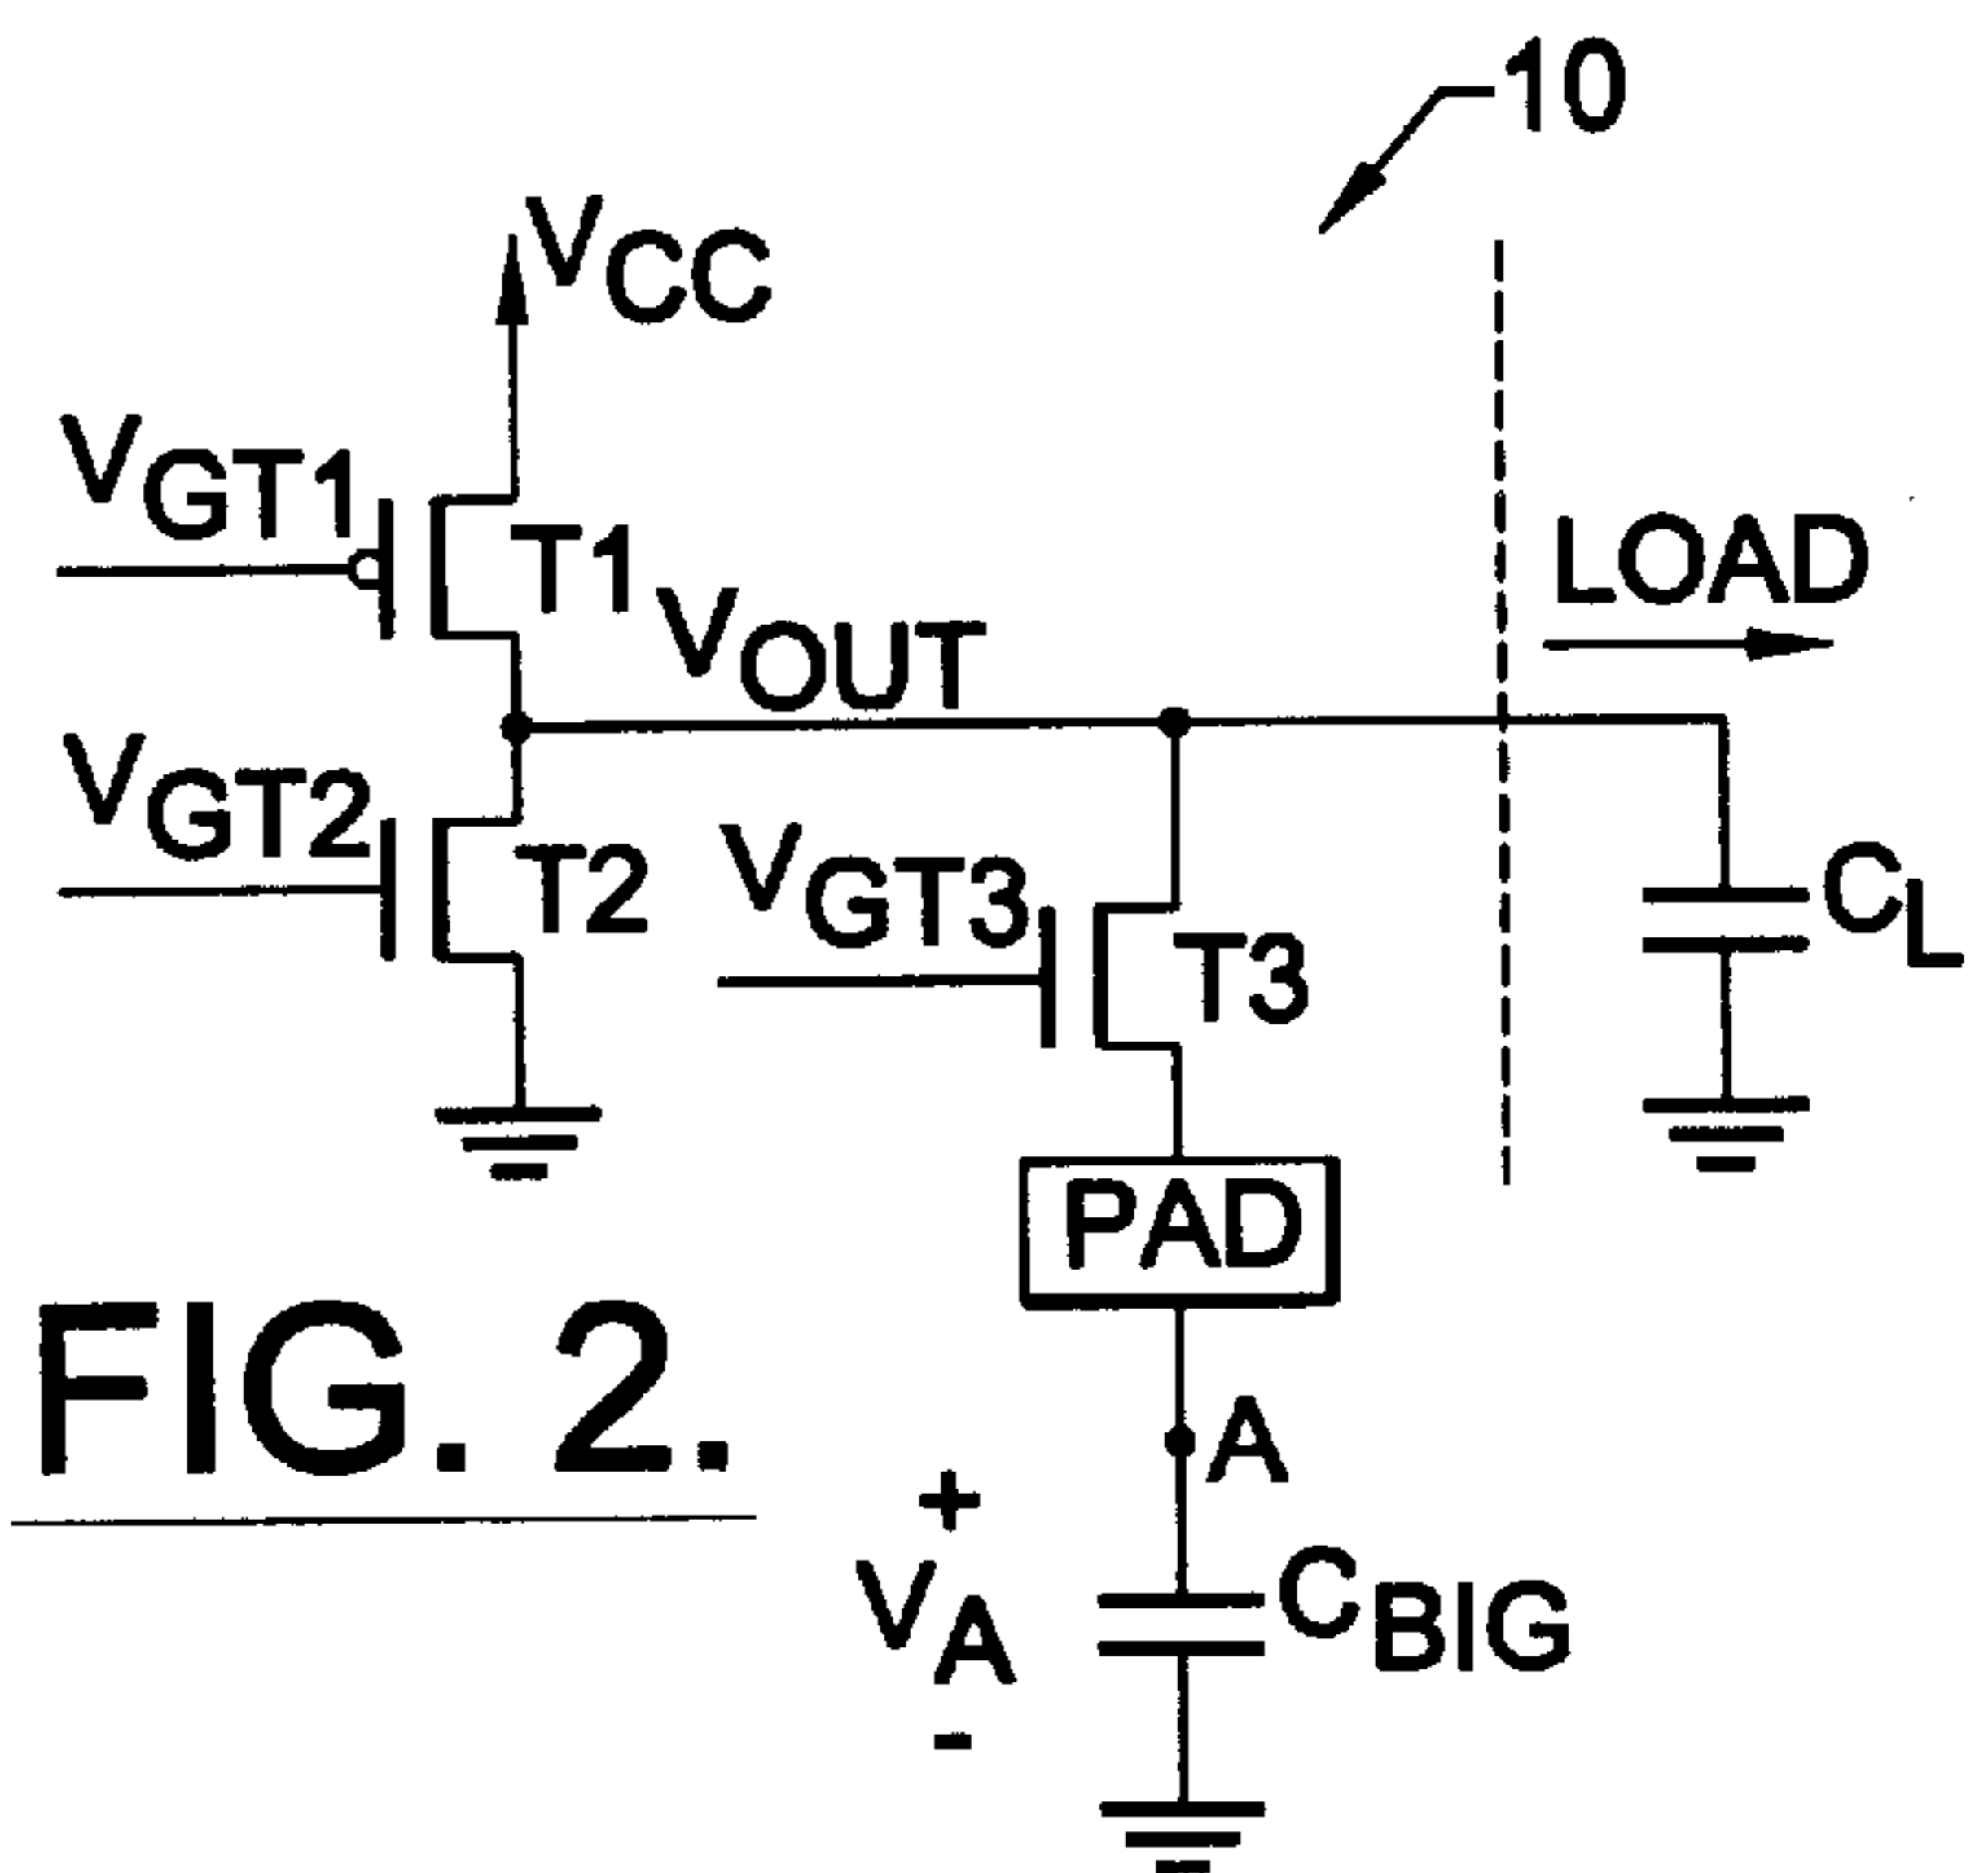 10
VCC
VGT1
T1
VOUT
LOAD
VGT2
T2
VGT3
T3
CL
PAD
FIG. 2.
A
+
VA
-
CBIG